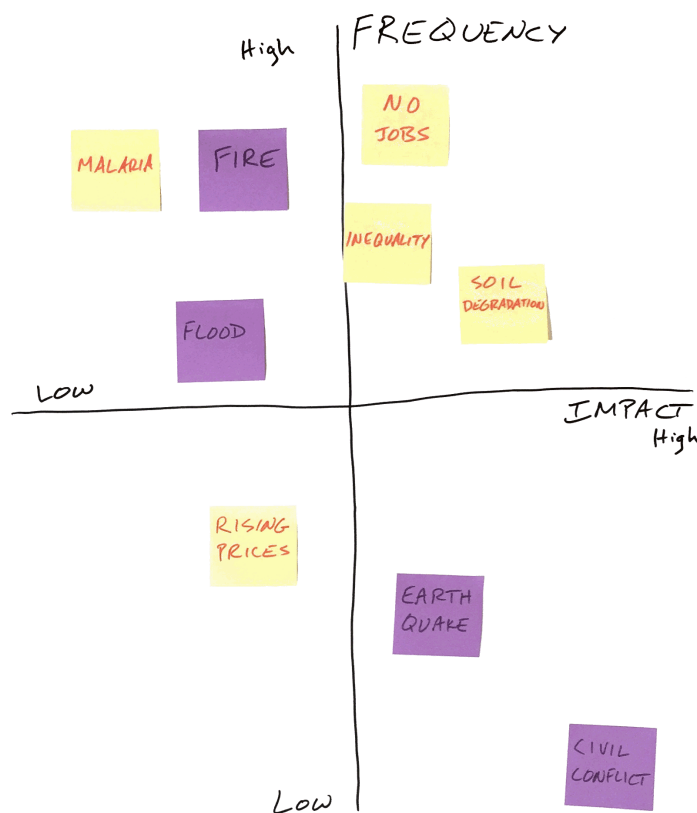 High
FREQUENCY
NO
JOBS
MALARIA
FIRE
INEQUALITY
SOIL
DEGRADATION
FLOOD
LOW
IMPACT
High
RISING
PRICES
EARTH
QUAKE
CIVIL
CONFLICT
LOW